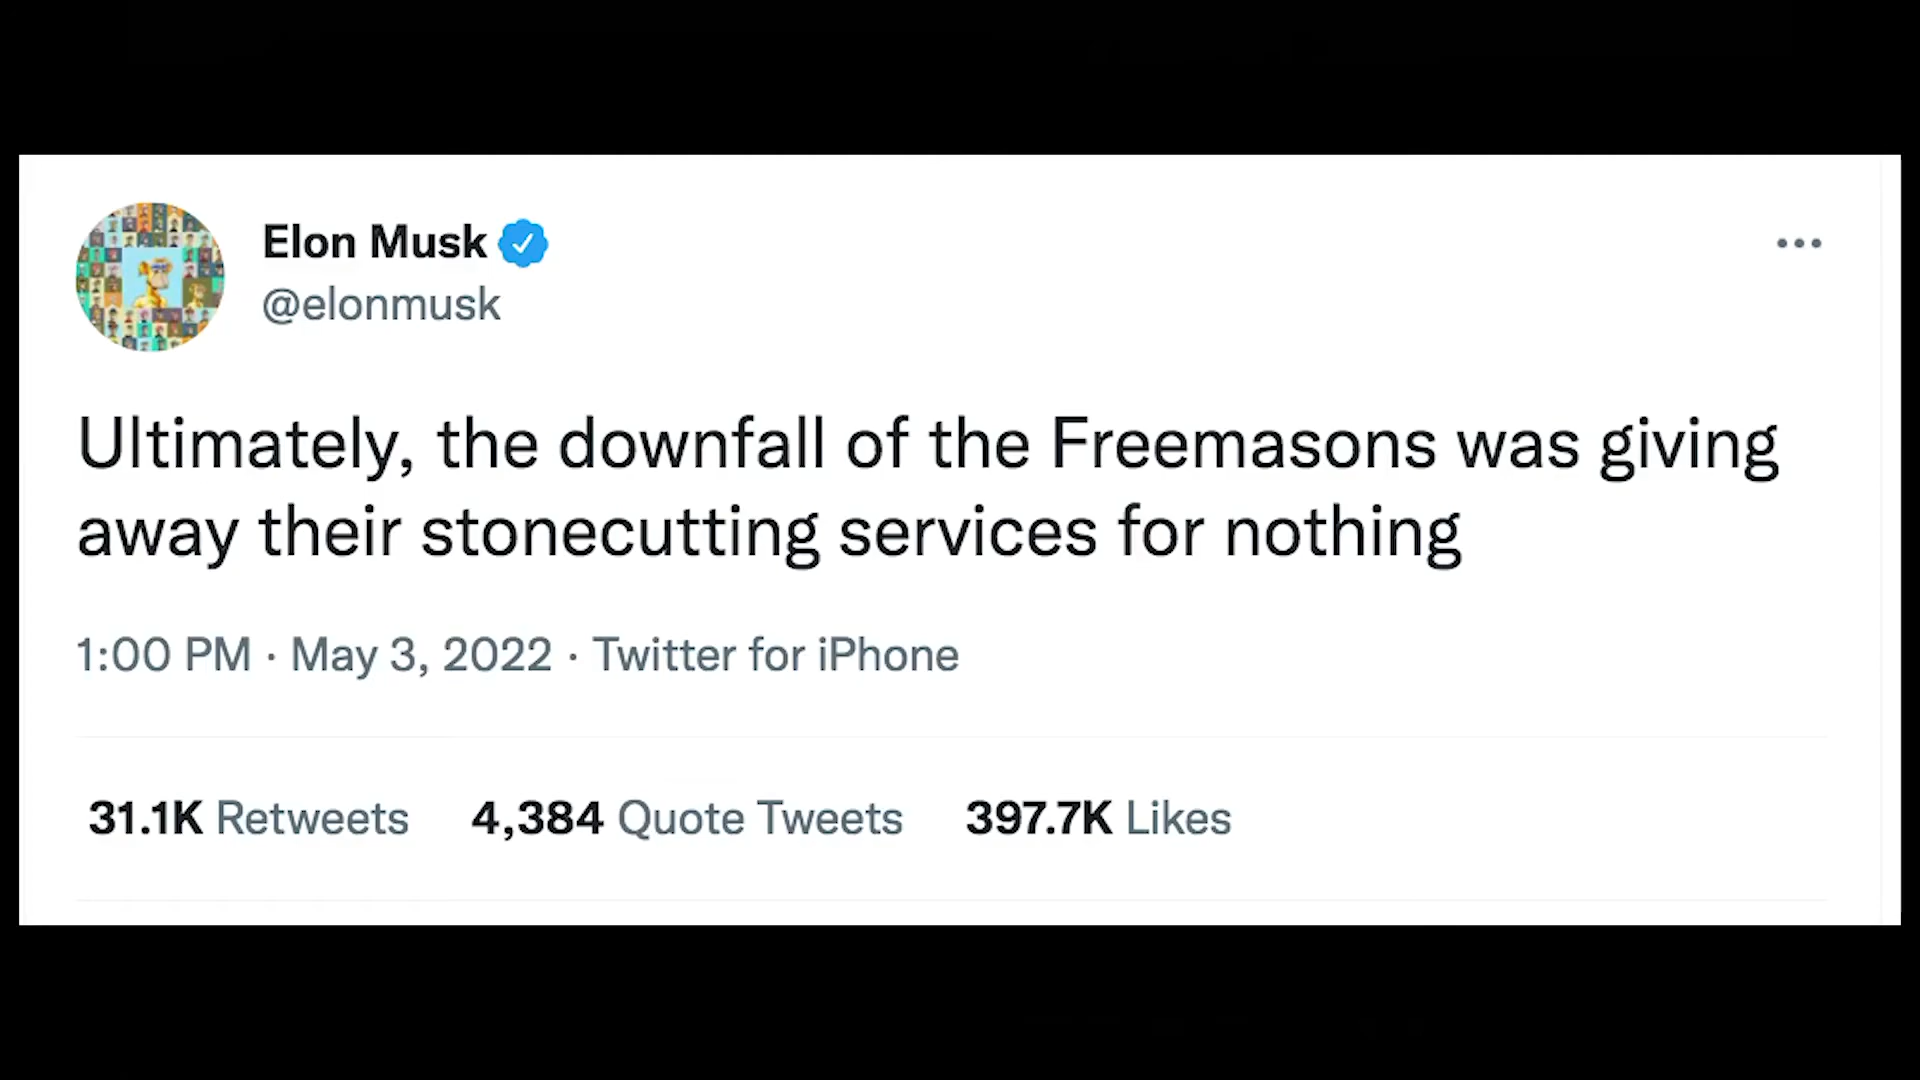 Elon Musk
@elonmusk
Ultimately, the downfall of the Freemasons was giving
away their stonecutting services for nothing
1:00 PM · May 3, 2022 · Twitter for iPhone
31.1K Retweets 4,384 Quote Tweets 397.7K Likes